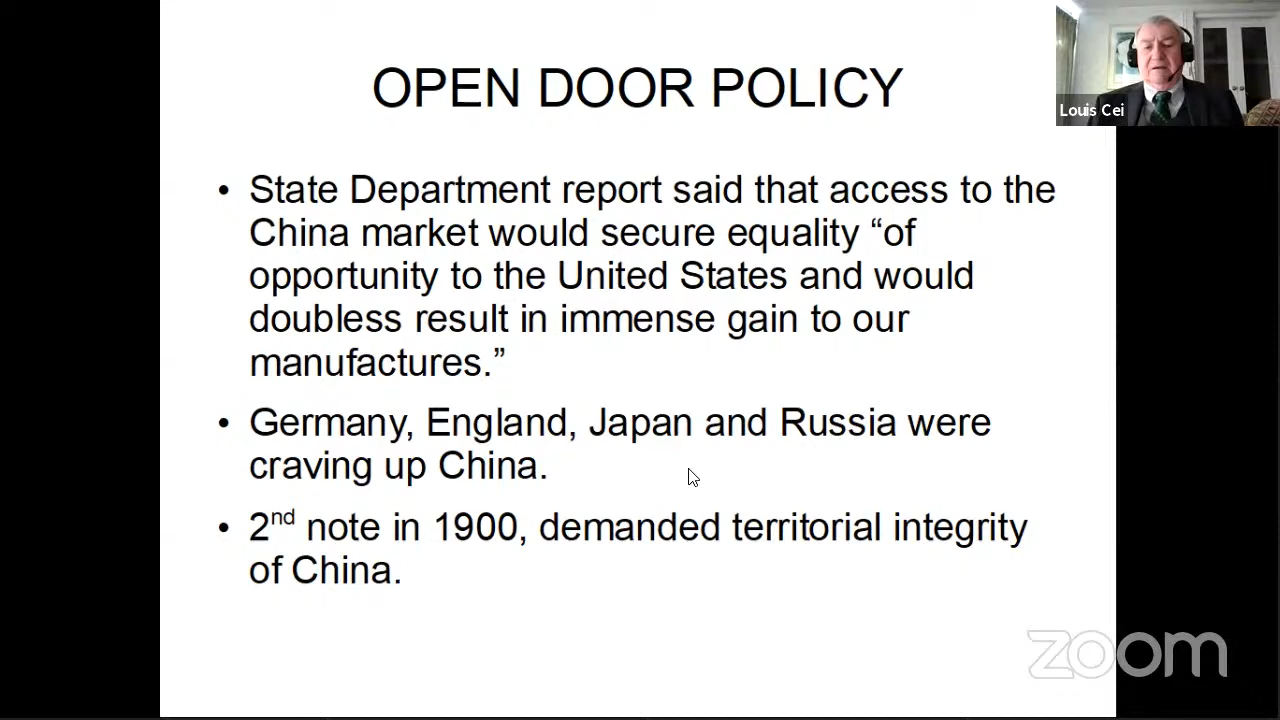 OPEN DOOR POLICY
Louis Cei
• State Department report said that access to the
China market would secure equality “of
opportunity to the United States and would
doubless result in immense gain to our
manufactures.”
• Germany, England, Japan and Russia were
craving up China.
• 2nd note in 1900, demanded territorial integrity
of China.
zoom